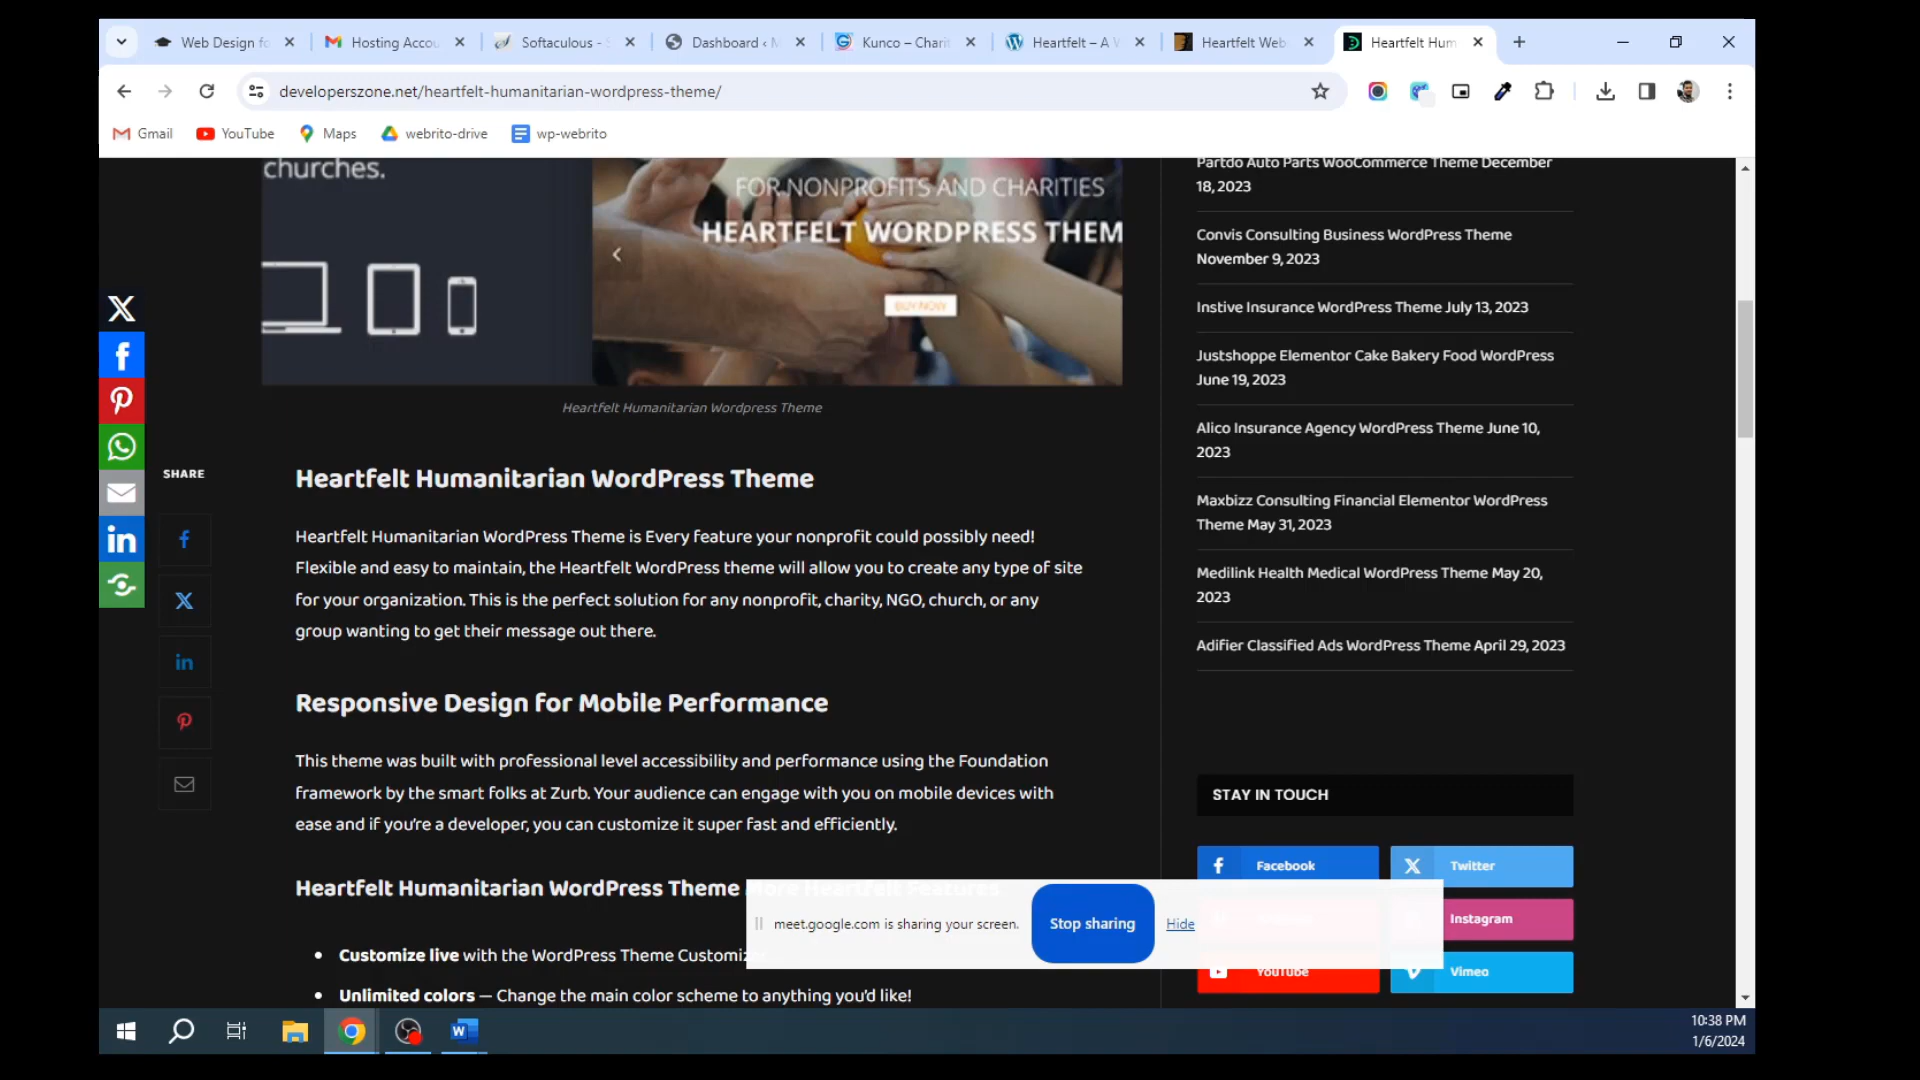 Web Design fo
Hosting Accou
Softaculous -
Dashboard ‹ M
Kunco – Charit
Heartfelt – A V
Heartfelt Web
Heartfelt Hum
developerszone.net/heartfelt-humanitarian-wordpress-theme/
Gmail
YouTube
Maps
webrito-drive
wp-webrito
churches.
FOR NONPROFITS AND CHARITIES
HEARTFELT WORDPRESS THEM
BUY NOW
Heartfelt Humanitarian Wordpress Theme
SHARE
Heartfelt Humanitarian WordPress Theme
Heartfelt Humanitarian WordPress Theme is Every feature your nonprofit could possibly need!
Flexible and easy to maintain, the Heartfelt WordPress theme will allow you to create any type of site
for your organization. This is the perfect solution for any nonprofit, charity, NGO, church, or any
group wanting to get their message out there.
Responsive Design for Mobile Performance
This theme was built with professional level accessibility and performance using the Foundation
framework by the smart folks at Zurb. Your audience can engage with you on mobile devices with
ease and if you're a developer, you can customize it super fast and efficiently.
Heartfelt Humanitarian WordPress Theme More Heartfelt Features
• Customize live with the WordPress Theme Customiz
• Unlimited colors — Change the main color scheme to anything you'd like!
Partdo Auto Parts WooCommerce Theme December
18, 2023
Convis Consulting Business WordPress Theme
November 9, 2023
Instive Insurance WordPress Theme July 13, 2023
Justshoppe Elementor Cake Bakery Food WordPress
June 19, 2023
Alico Insurance Agency WordPress Theme June 10,
2023
Maxbizz Consulting Financial Elementor WordPress
Theme May 31, 2023
Medilink Health Medical WordPress Theme May 20,
2023
Adifier Classified Ads WordPress Theme April 29, 2023
STAY IN TOUCH
Facebook
Twitter
Instagram
YouTube
Vimeo
meet.google.com is sharing your screen.
Stop sharing
Hide
10:38 PM
1/6/2024